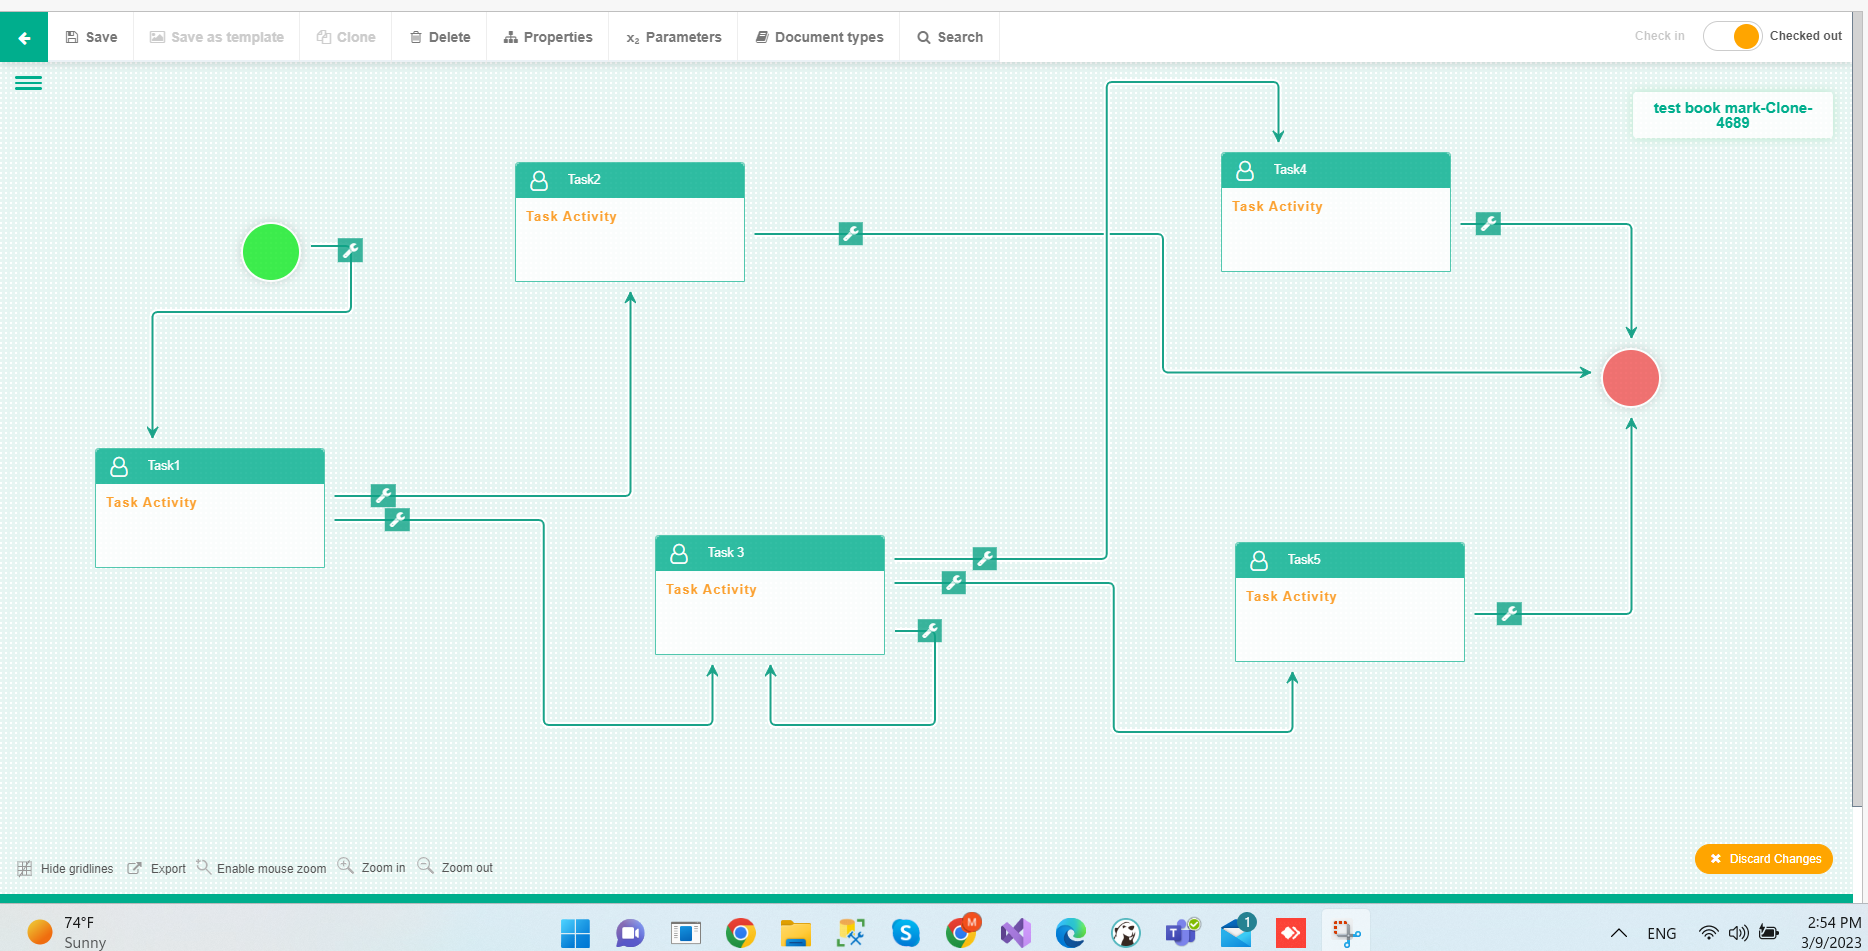 Save
Save as template
Clone
Delete
Properties
x₂ Parameters
Document types
Search
Check in
Checked out
test book mark-Clone-
4689
Task2
Task Activity
Task4
Task Activity
Task1
Task Activity
Task 3
Task Activity
Task5
Task Activity
Hide gridlines
Export
Enable mouse zoom
Zoom in
Zoom out
Discard Changes
74°F
Sunny
S
M
T
1
ENG
2:54 PM
3/9/2023